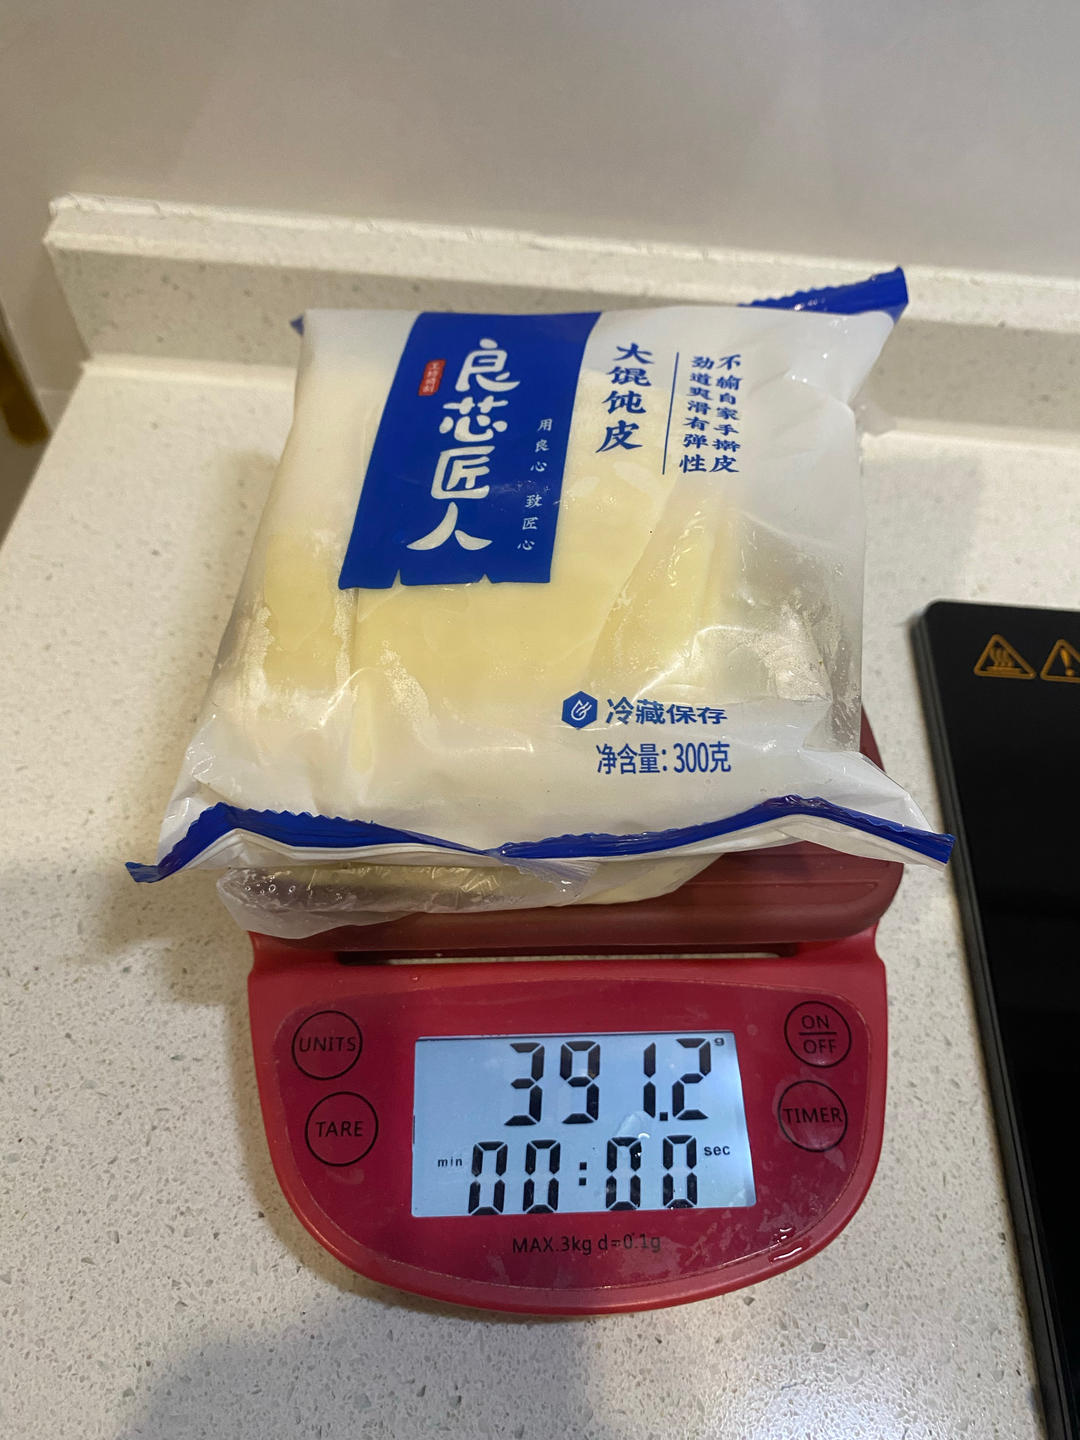 良芯匠人
用良心 致匠心
大馄饨皮
不输自家手擀皮
劲道爽滑有弹性
冷藏保存
净含量: 300克
UNITS
TARE
ON
OFF
TIMER
391.2 g
min 00:00 sec
MAX.3kg d=0.1g